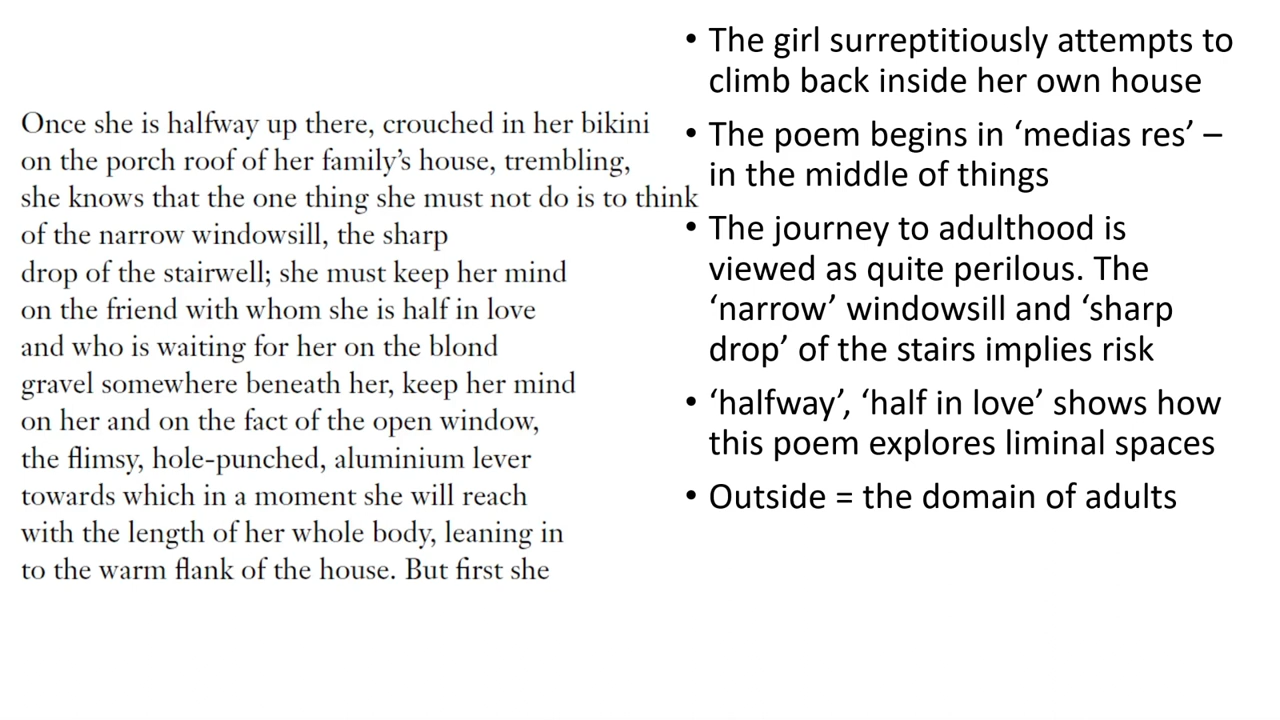 Once she is halfway up there, crouched in her bikini
on the porch roof of her family's house, trembling,
she knows that the one thing she must not do is to think
of the narrow windowsill, the sharp
drop of the stairwell; she must keep her mind
on the friend with whom she is half in love
and who is waiting for her on the blond
gravel somewhere beneath her, keep her mind
on her and on the fact of the open window,
the flimsy, hole-punched, aluminium lever
towards which in a moment she will reach
with the length of her whole body, leaning in
to the warm flank of the house. But first she
• The girl surreptitiously attempts to
climb back inside her own house
• The poem begins in ‘medias res’ –
in the middle of things
• The journey to adulthood is
viewed as quite perilous. The
‘narrow’ windowsill and ‘sharp
drop’ of the stairs implies risk
• ‘halfway’, ‘half in love’ shows how
this poem explores liminal spaces
• Outside = the domain of adults